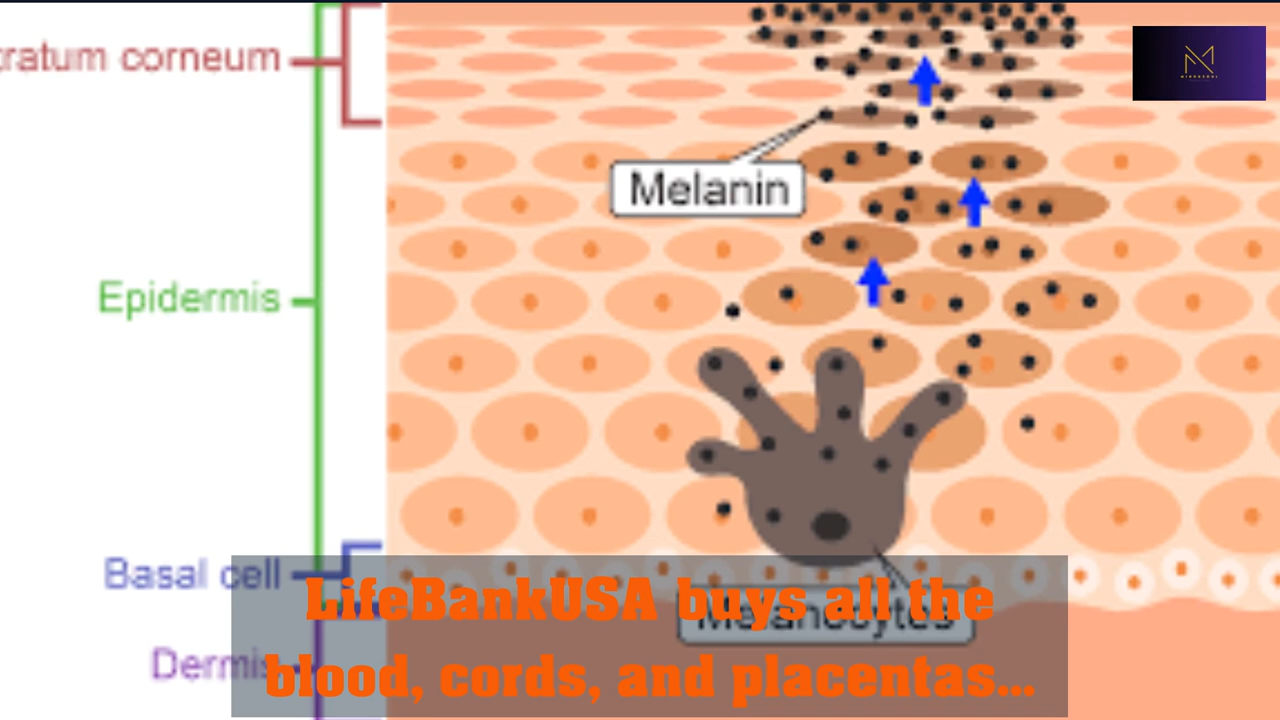 tratum corneum
Melanin
Epidermis
Basal cell
Melanocytes
Dermis
LifeBankUSA buys all the
blood, cords, and placentas...